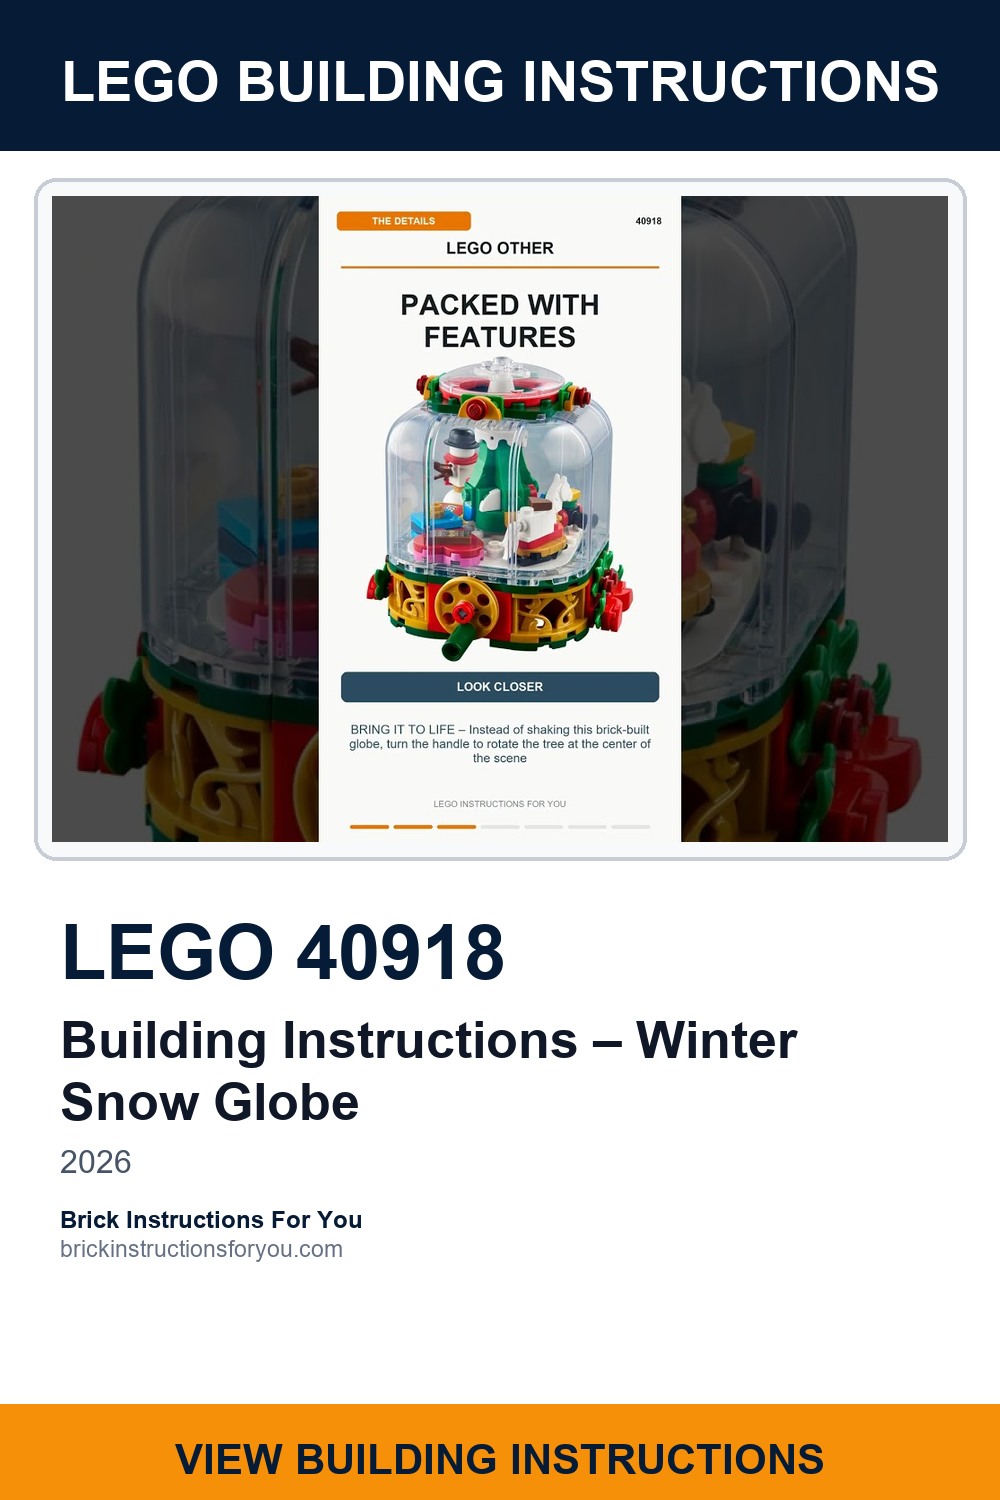 LEGO BUILDING INSTRUCTIONS
THE DETAILS
40918
LEGO OTHER
PACKED WITH
FEATURES
LOOK CLOSER
BRING IT TO LIFE – Instead of shaking this brick-built
globe, turn the handle to rotate the tree at the center of
the scene
LEGO INSTRUCTIONS FOR YOU
LEGO 40918
Building Instructions – Winter
Snow Globe
2026
Brick Instructions For You
brickinstructionsforyou.com
VIEW BUILDING INSTRUCTIONS